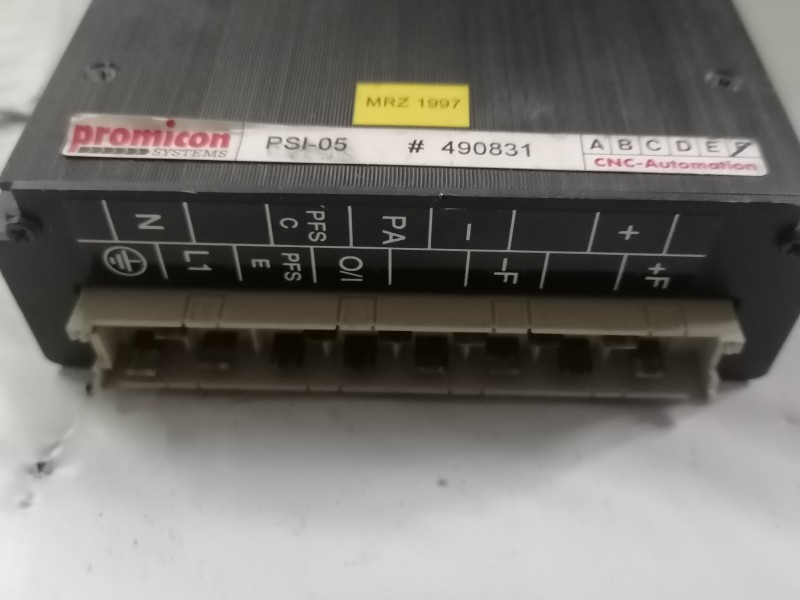 MRZ 1997
promicon
SYSTEMS
PSI-05 # 490831
A B C D E F
CNC-Automation
N PFS C PA - +
L1 PFS E O/I -F +F